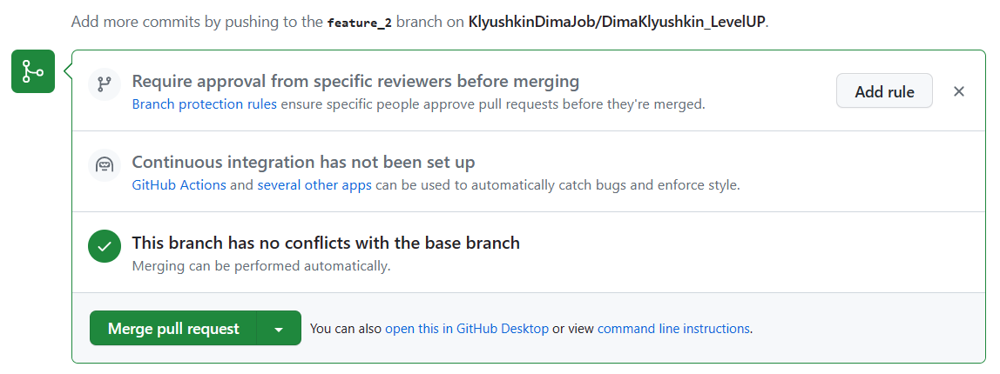 Add more commits by pushing to the feature_2 branch on KlyushkinDimaJob/DimaKlyushkin_LevelUP.
Require approval from specific reviewers before merging
Branch protection rules ensure specific people approve pull requests before they're merged.
Add rule
Continuous integration has not been set up
GitHub Actions and several other apps can be used to automatically catch bugs and enforce style.
This branch has no conflicts with the base branch
Merging can be performed automatically.
Merge pull request
You can also open this in GitHub Desktop or view command line instructions.